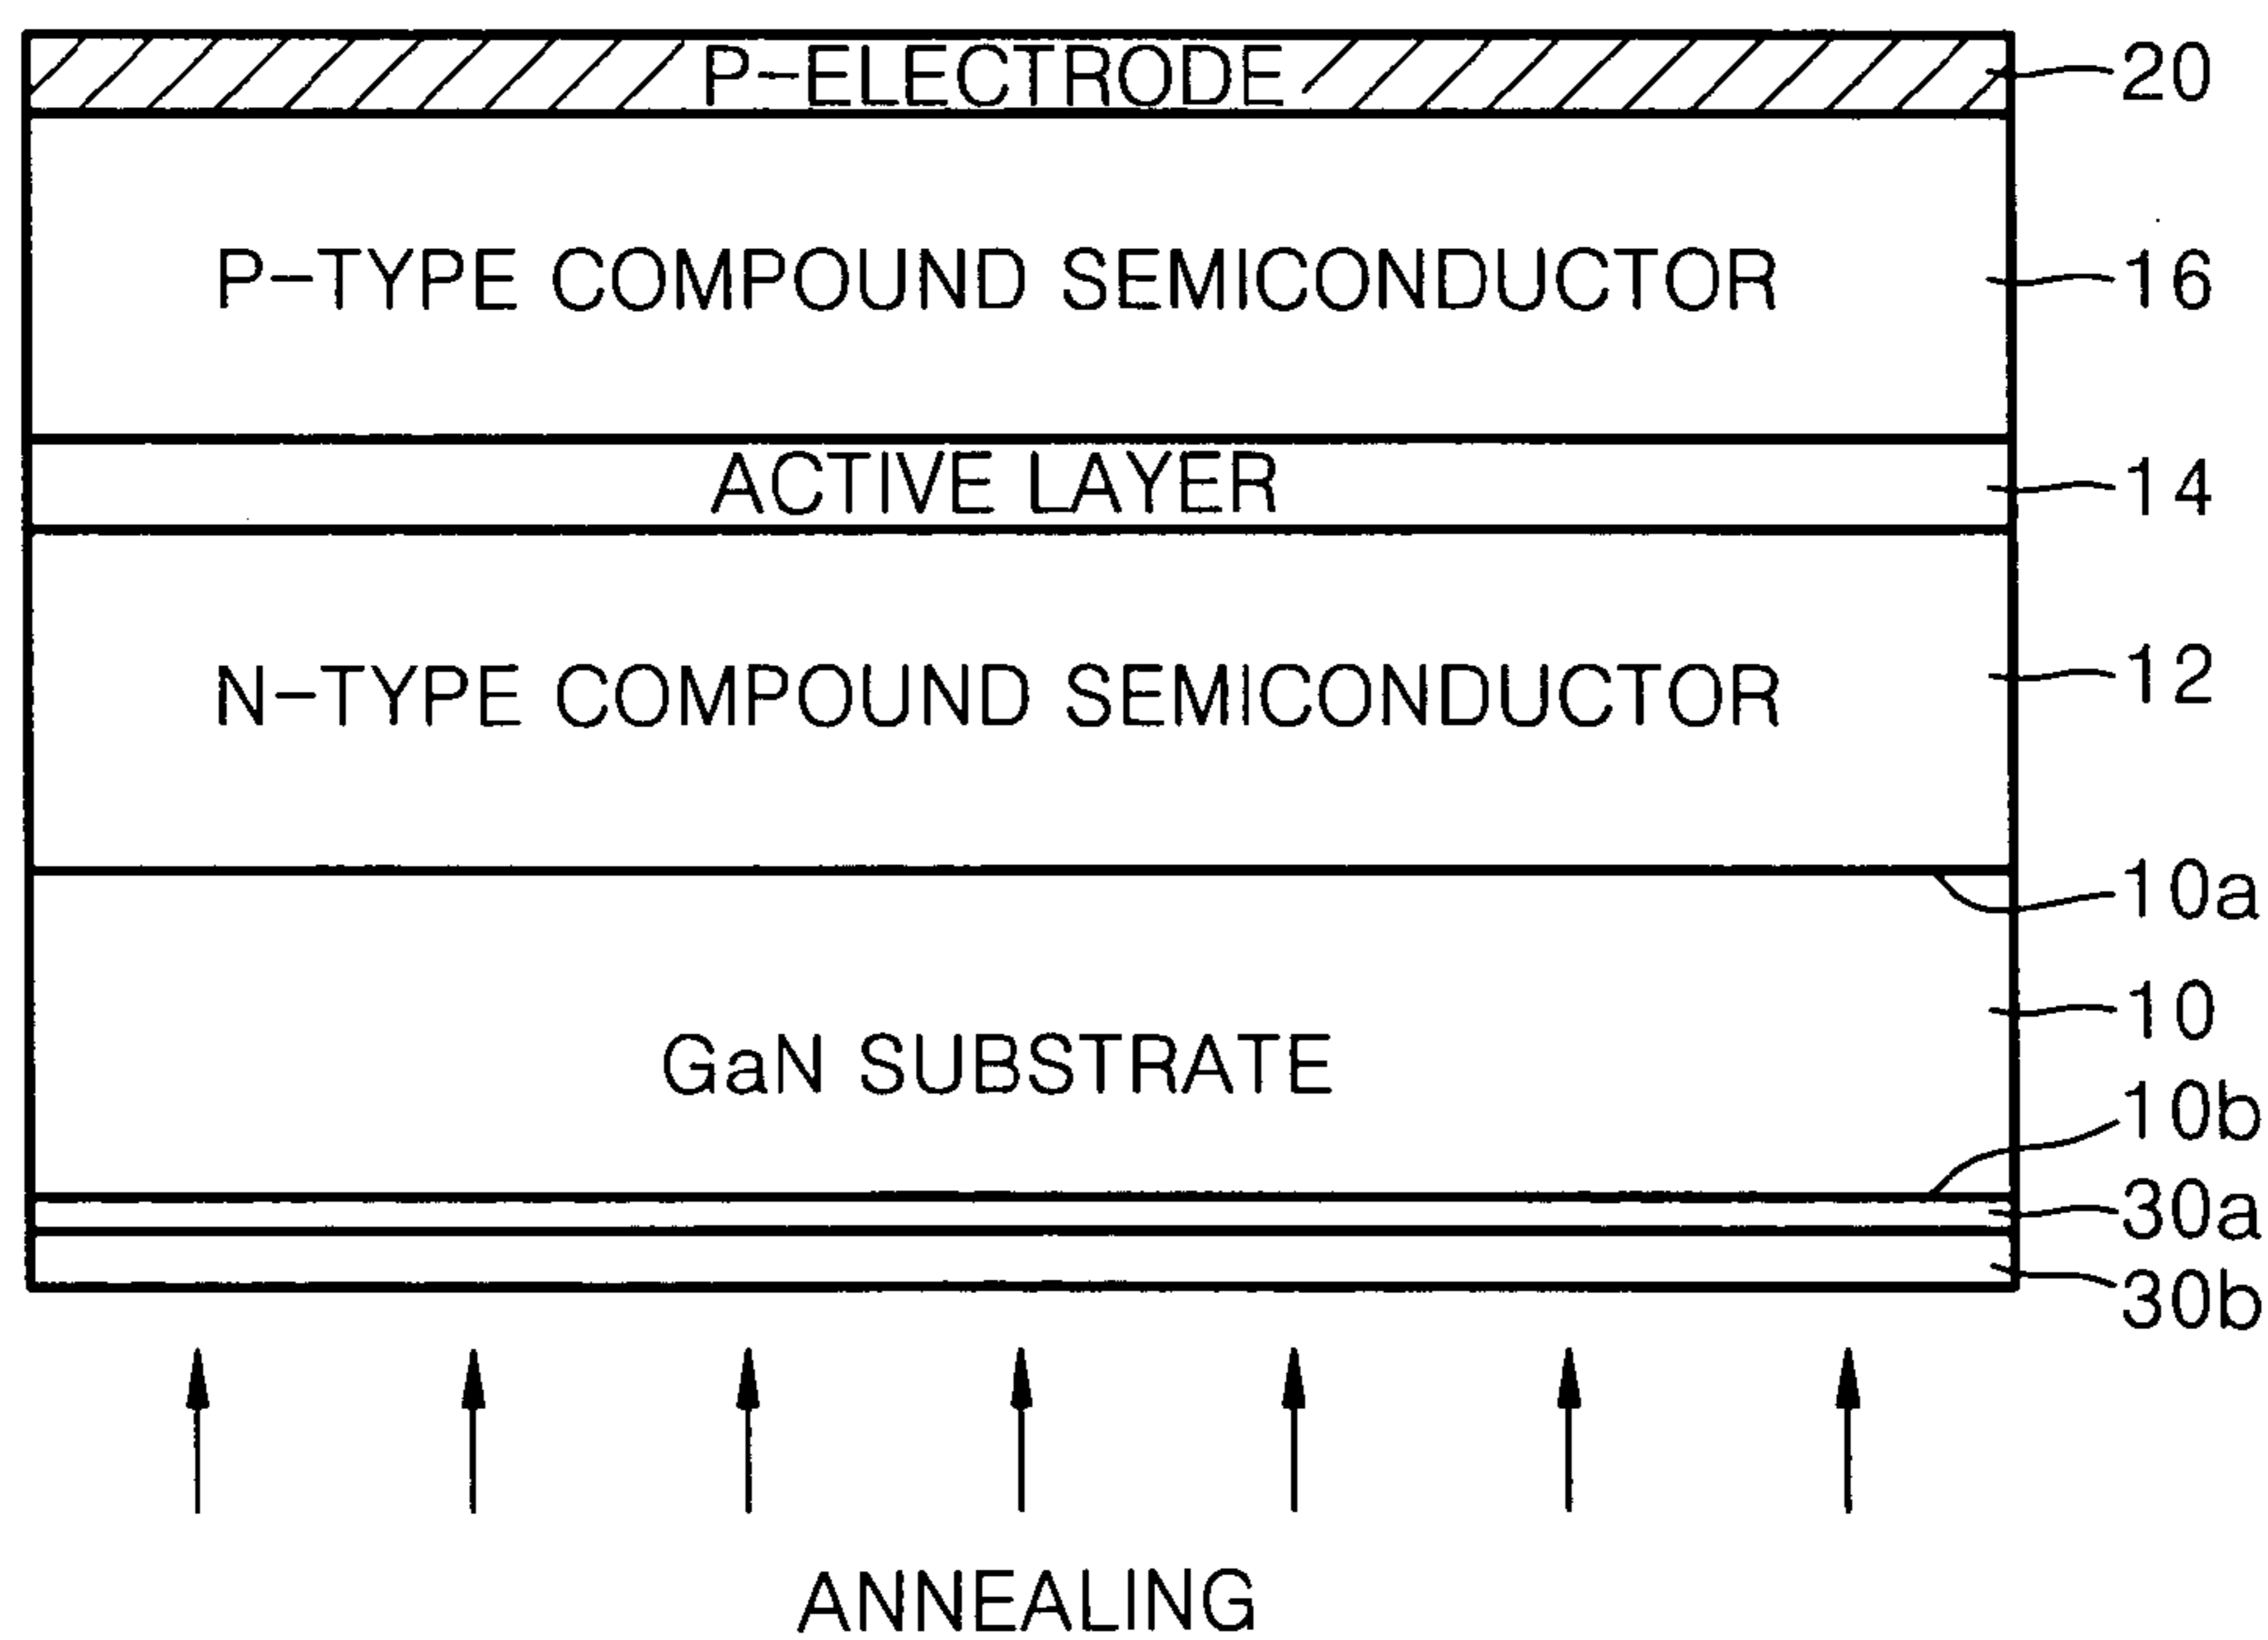 P-ELECTRODE 20
P-TYPE COMPOUND SEMICONDUCTOR 16
ACTIVE LAYER 14
N-TYPE COMPOUND SEMICONDUCTOR 12
10a
10
GaN SUBSTRATE
10b
30a
30b
ANNEALING